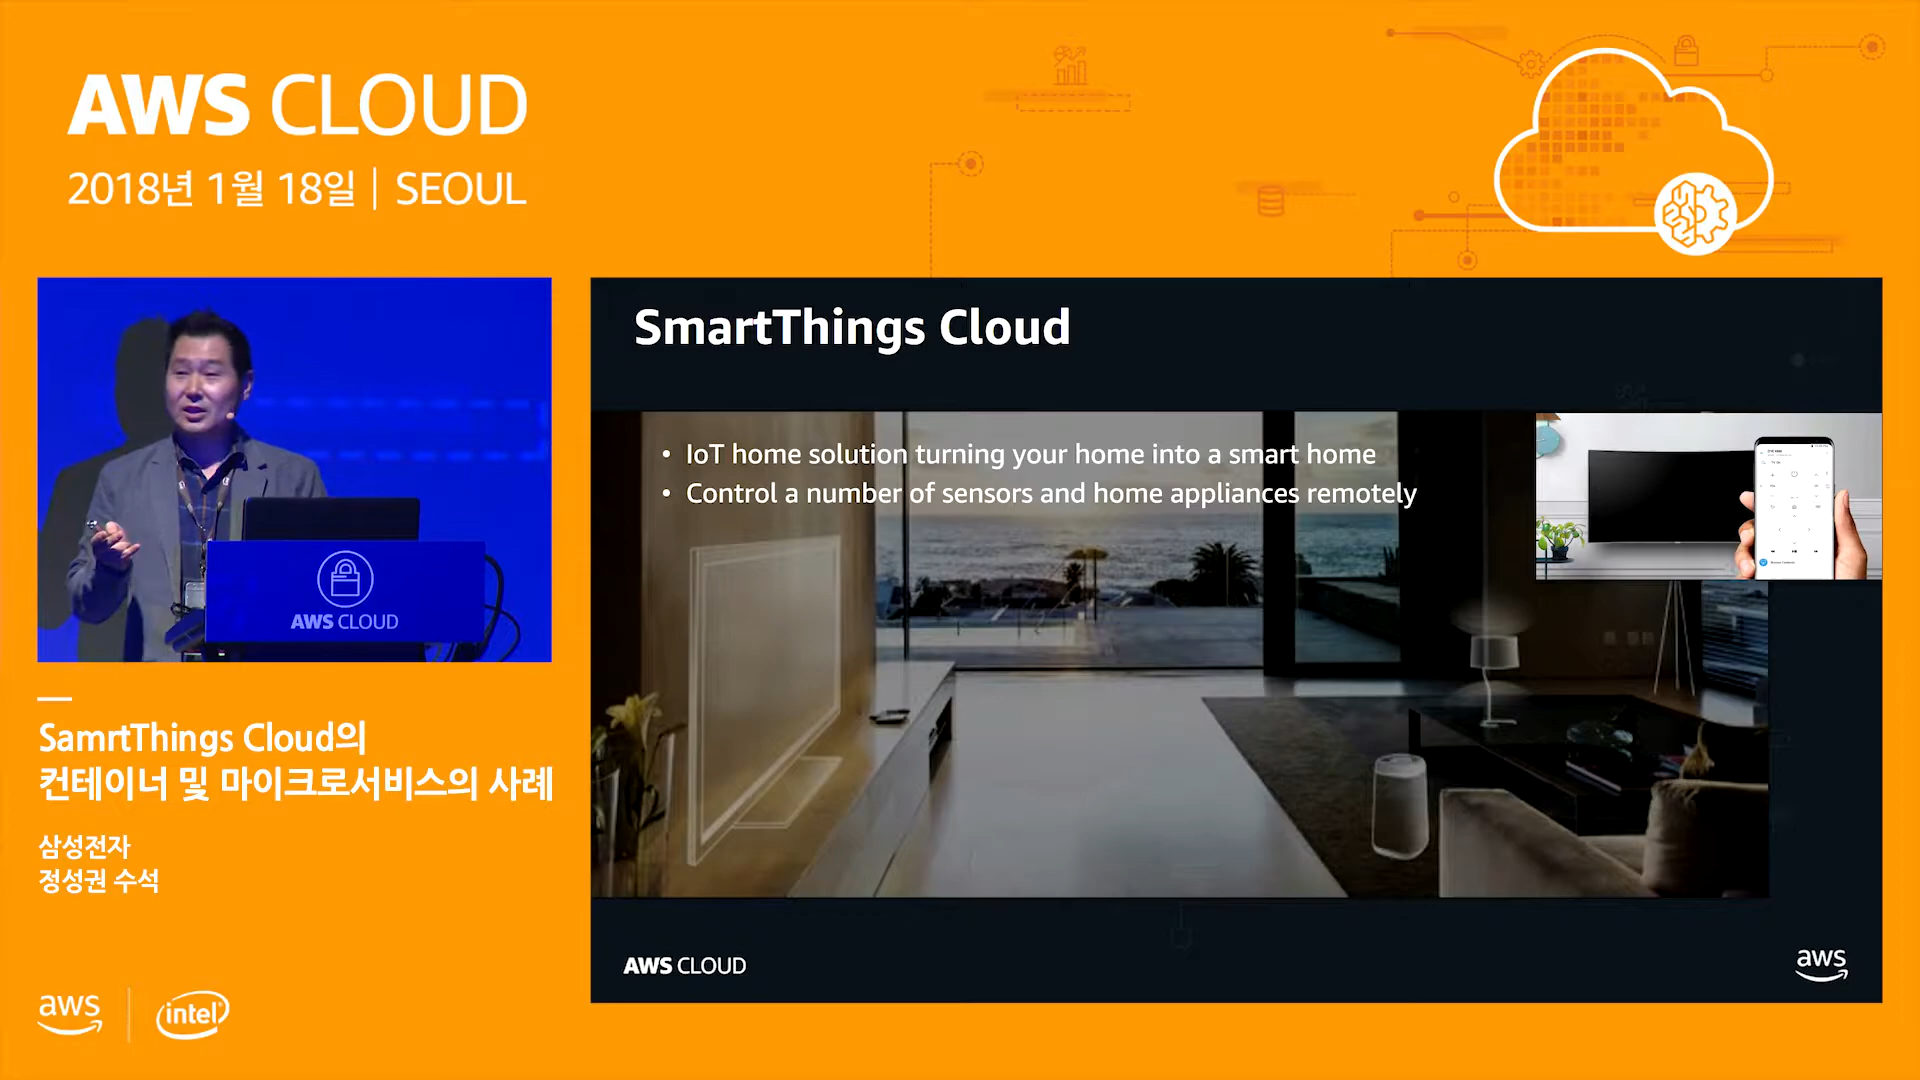 AWS CLOUD
2018년 1월 18일 | SEOUL
AWS CLOUD
SamrtThings Cloud의
컨테이너 및 마이크로서비스의 사례
삼성전자
정성권 수석
aws
intel
SmartThings Cloud
• IoT home solution turning your home into a smart home
• Control a number of sensors and home appliances remotely
AWS CLOUD
aws